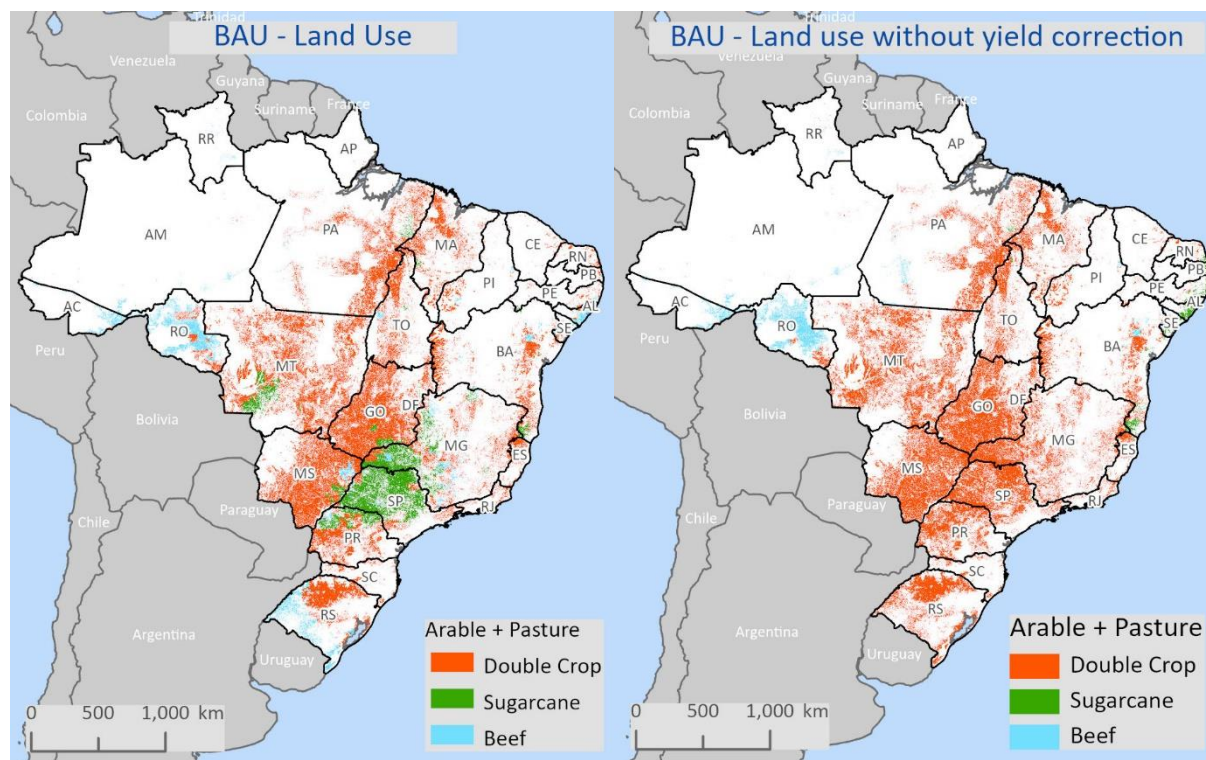 BAU - Land Use
Trinidad
Venezuela
Guyana
Suriname
France
Colombia
RR
AP
AM
PA
MA
CE
RN
PB
PI
PE
AL
SE
AC
RO
TO
BA
Peru
MT
Bolivia
GO
DF
MG
ES
MS
SP
RJ
Paraguay
Chile
PR
SC
RS
Argentina
Uruguay
Arable + Pasture
Double Crop
Sugarcane
Beef
0 500 1,000 km
BAU - Land use without yield correction
Trinidad
Venezuela
Guyana
Suriname
France
Colombia
RR
AP
AM
PA
MA
CE
RN
PB
PI
PE
AL
SE
AC
RO
TO
BA
Peru
MT
Bolivia
GO
DF
MG
ES
MS
SP
RJ
Paraguay
Chile
PR
SC
RS
Argentina
Uruguay
Arable + Pasture
Double Crop
Sugarcane
Beef
0 500 1,000 km